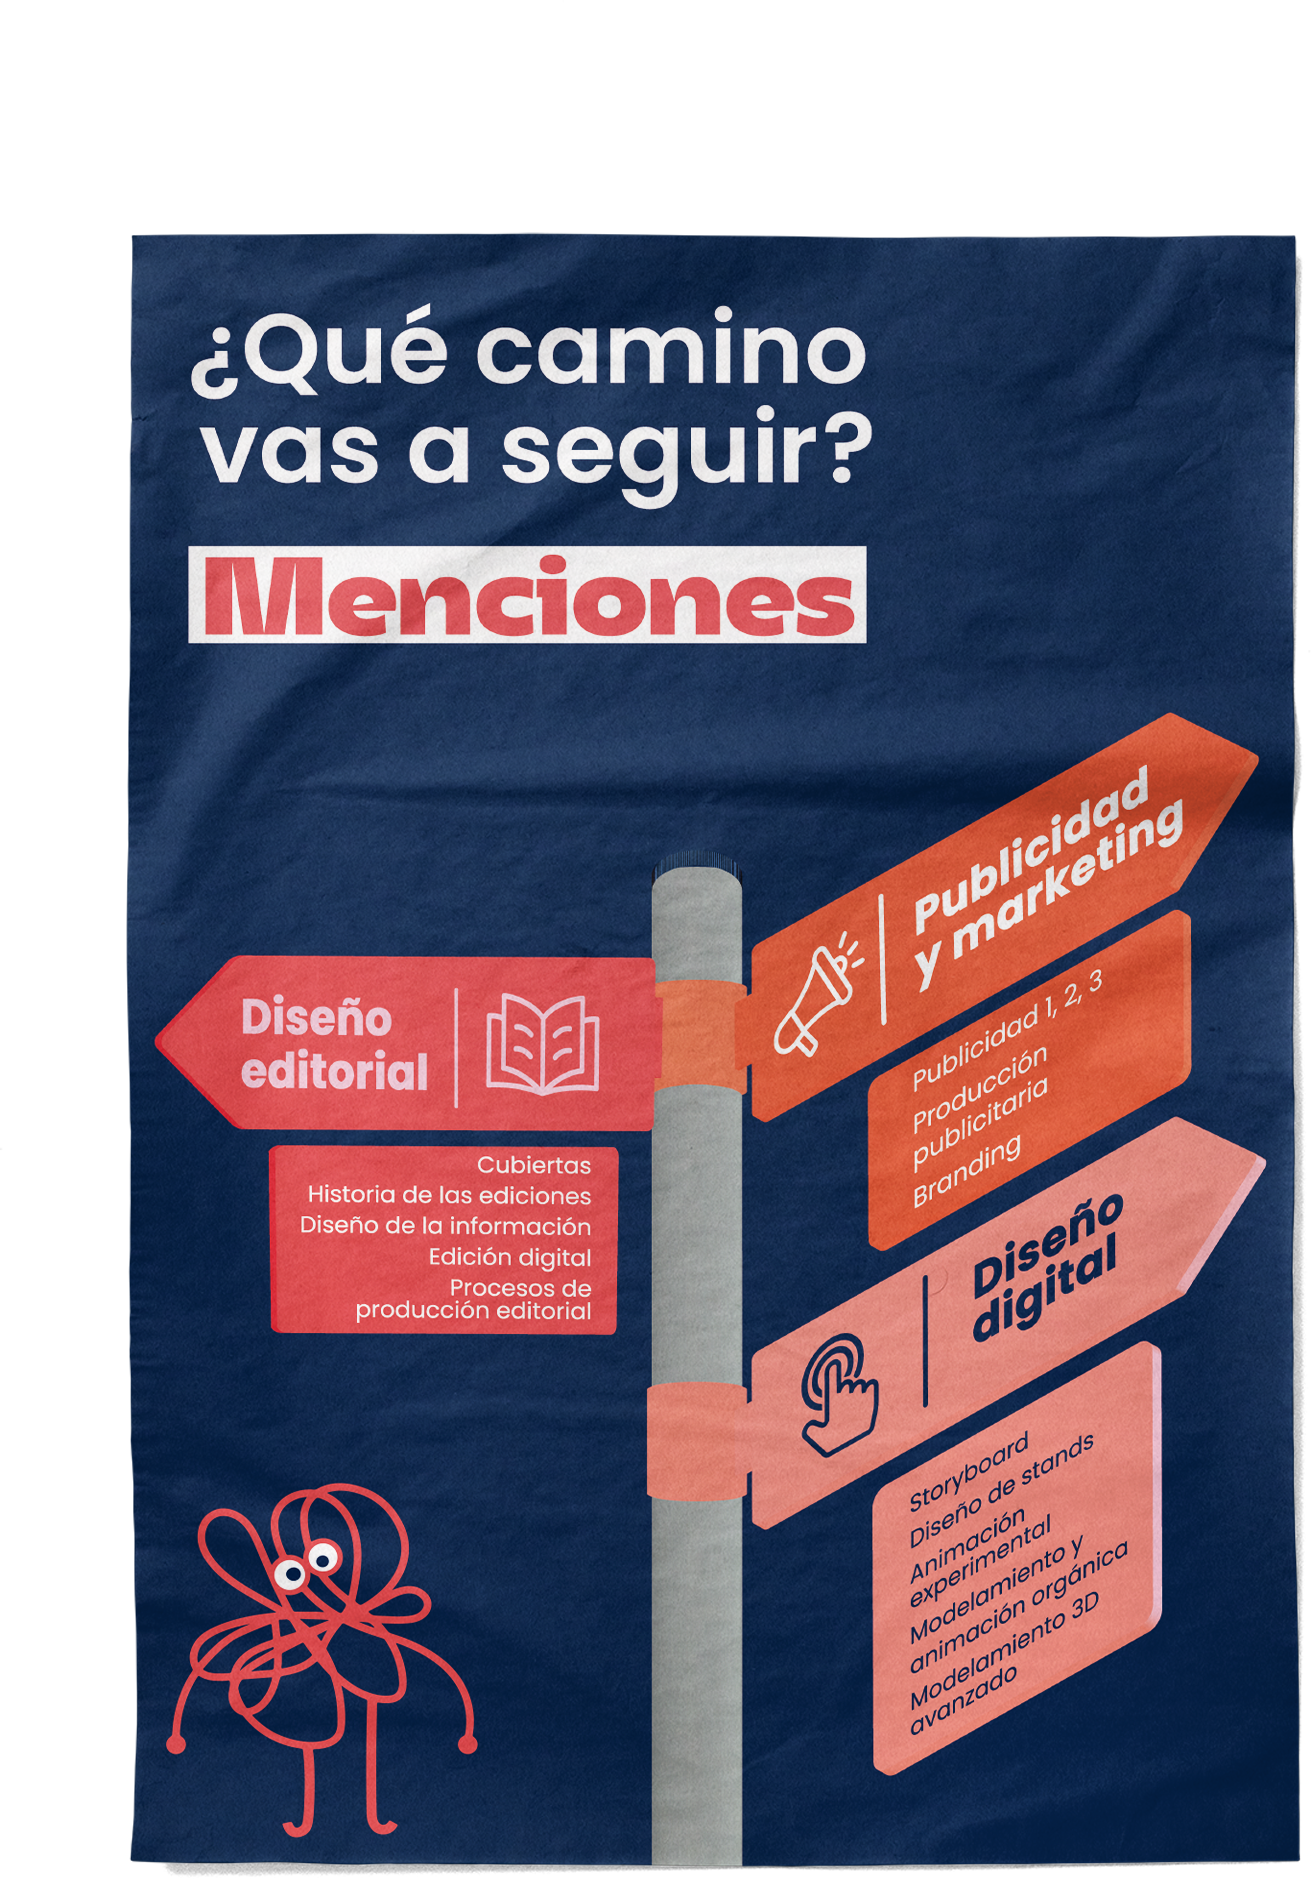 ¿Qué camino
vas a seguir?
Menciones
Publicidad
y marketing
Publicidad 1, 2, 3
Producción
publicitaria
Branding
Diseño
editorial
Cubiertas
Historia de las ediciones
Diseño de la información
Edición digital
Procesos de
producción editorial
Diseño
digital
Storyboard
Diseño de stands
Animación
experimental
Modelamiento y
animación orgánica
Modelamiento 3D
avanzado